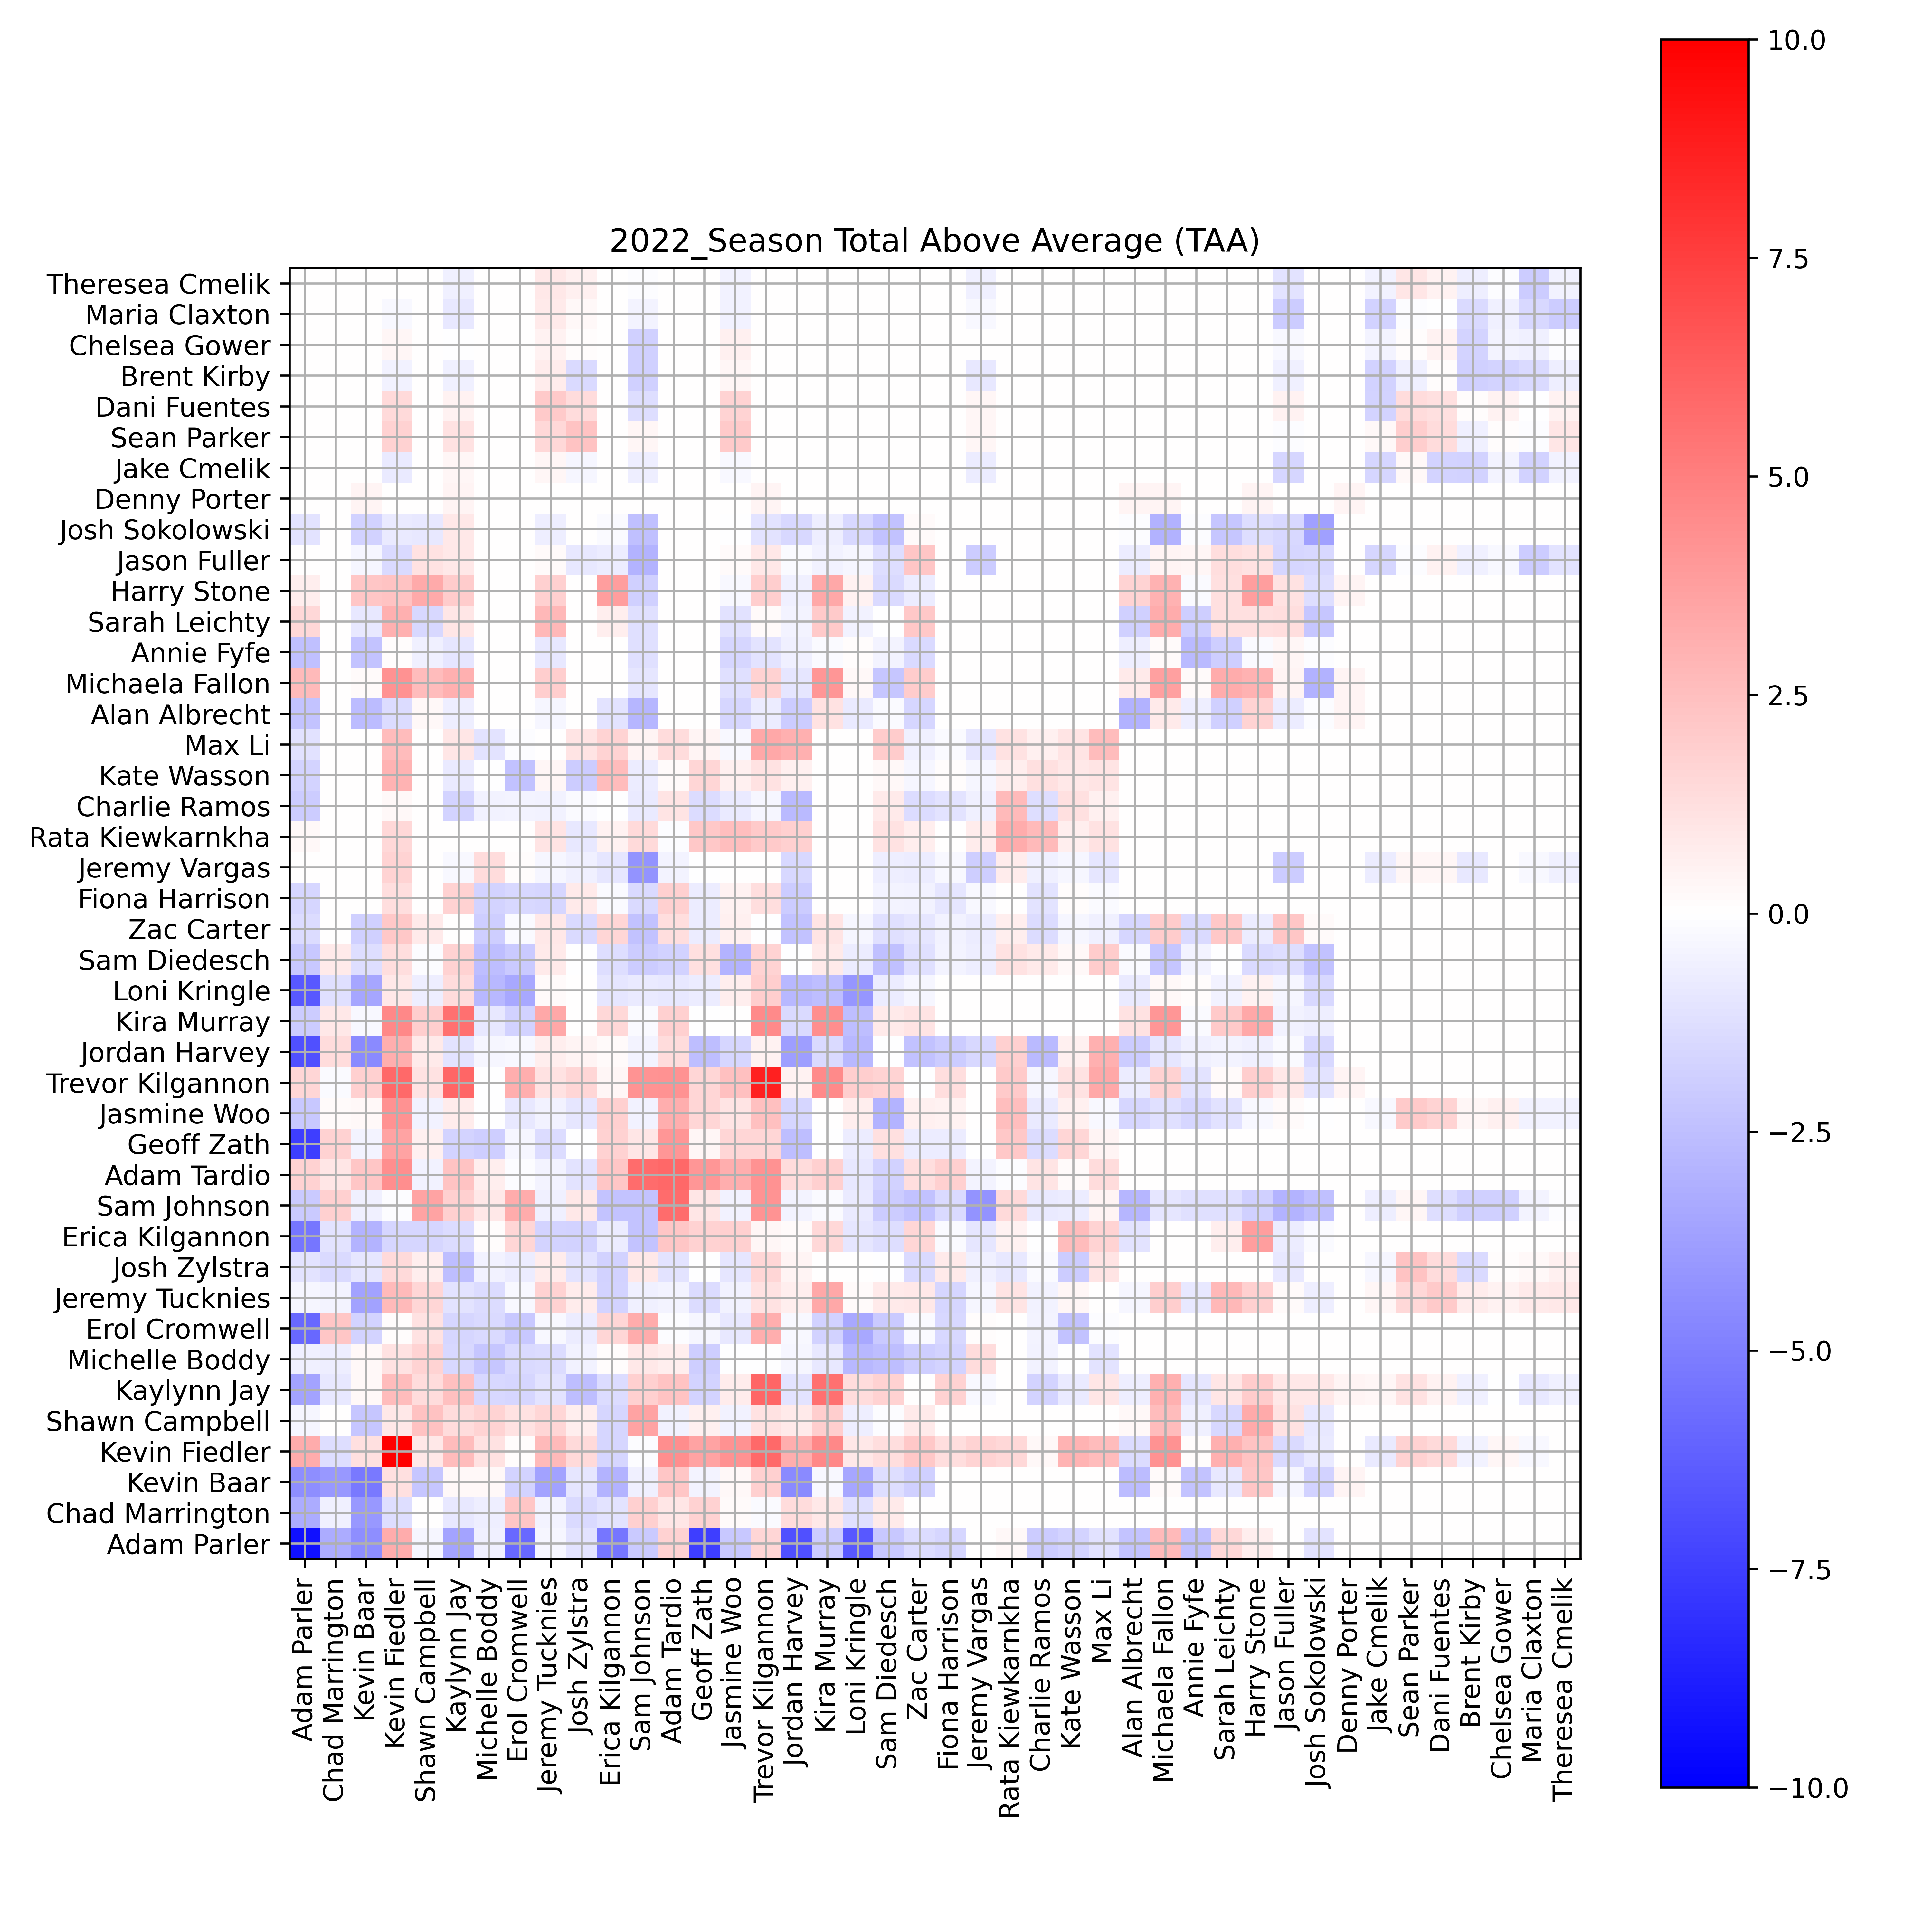 2022_Season Total Above Average (TAA)
Theresea Cmelik
Maria Claxton
Chelsea Gower
Brent Kirby
Dani Fuentes
Sean Parker
Jake Cmelik
Denny Porter
Josh Sokolowski
Jason Fuller
Harry Stone
Sarah Leichty
Annie Fyfe
Michaela Fallon
Alan Albrecht
Max Li
Kate Wasson
Charlie Ramos
Rata Kiewkarnkha
Jeremy Vargas
Fiona Harrison
Zac Carter
Sam Diedesch
Loni Kringle
Kira Murray
Jordan Harvey
Trevor Kilgannon
Jasmine Woo
Geoff Zath
Adam Tardio
Sam Johnson
Erica Kilgannon
Josh Zylstra
Jeremy Tucknies
Erol Cromwell
Michelle Boddy
Kaylynn Jay
Shawn Campbell
Kevin Fiedler
Kevin Baar
Chad Marrington
Adam Parler
Adam Parler
Chad Marrington
Kevin Baar
Kevin Fiedler
Shawn Campbell
Kaylynn Jay
Michelle Boddy
Erol Cromwell
Jeremy Tucknies
Josh Zylstra
Erica Kilgannon
Sam Johnson
Adam Tardio
Geoff Zath
Jasmine Woo
Trevor Kilgannon
Jordan Harvey
Kira Murray
Loni Kringle
Sam Diedesch
Zac Carter
Fiona Harrison
Jeremy Vargas
Rata Kiewkarnkha
Charlie Ramos
Kate Wasson
Max Li
Alan Albrecht
Michaela Fallon
Annie Fyfe
Sarah Leichty
Harry Stone
Jason Fuller
Josh Sokolowski
Denny Porter
Jake Cmelik
Sean Parker
Dani Fuentes
Brent Kirby
Chelsea Gower
Maria Claxton
Theresea Cmelik
10.0
7.5
5.0
2.5
0.0
−2.5
−5.0
−7.5
−10.0